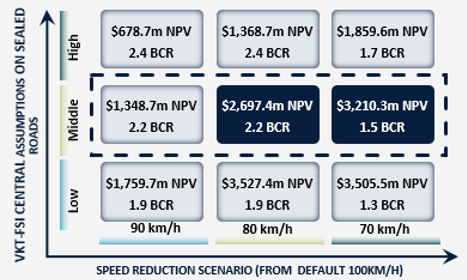 VKT-FSI CENTRAL ASSUMPTIONS ON SEALED
ROADS
High
$678.7m NPV
2.4 BCR
$1,368.7m NPV
2.4 BCR
$1,859.6m NPV
1.7 BCR
Middle
$1,348.7m NPV
2.2 BCR
$2,697.4m NPV
2.2 BCR
$3,210.3m NPV
1.5 BCR
Low
$1,759.7m NPV
1.9 BCR
$3,527.4m NPV
1.9 BCR
$3,505.5m NPV
1.3 BCR
90 km/h
80 km/h
70 km/h
SPEED REDUCTION SCENARIO (FROM DEFAULT 100KM/H)